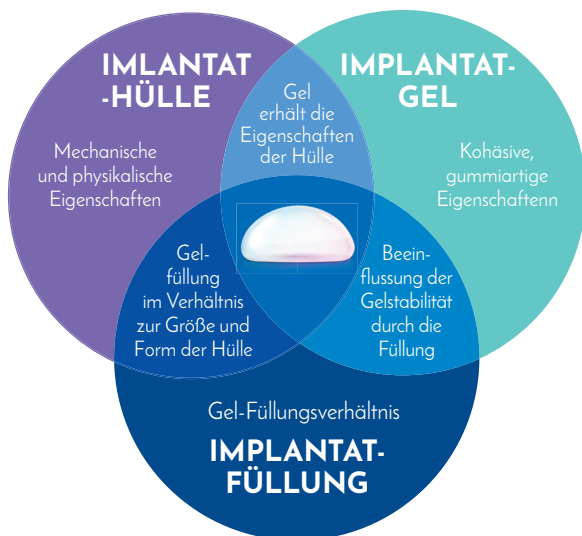 IMLANTAT
-HÜLLE
Mechanische
und physikalische
Eigenschaften
Gel
erhält die
Eigenschaften
der Hülle
IMPLANTAT-
GEL
Kohäsive,
gummiartige
Eigenschaftenn
Gel-
füllung
im Verhältnis
zur Größe und
Form der Hülle
Beein-
flussung der
Gelstabilität
durch die
Füllung
Gel-Füllungsverhältnis
IMPLANTAT-
FÜLLUNG